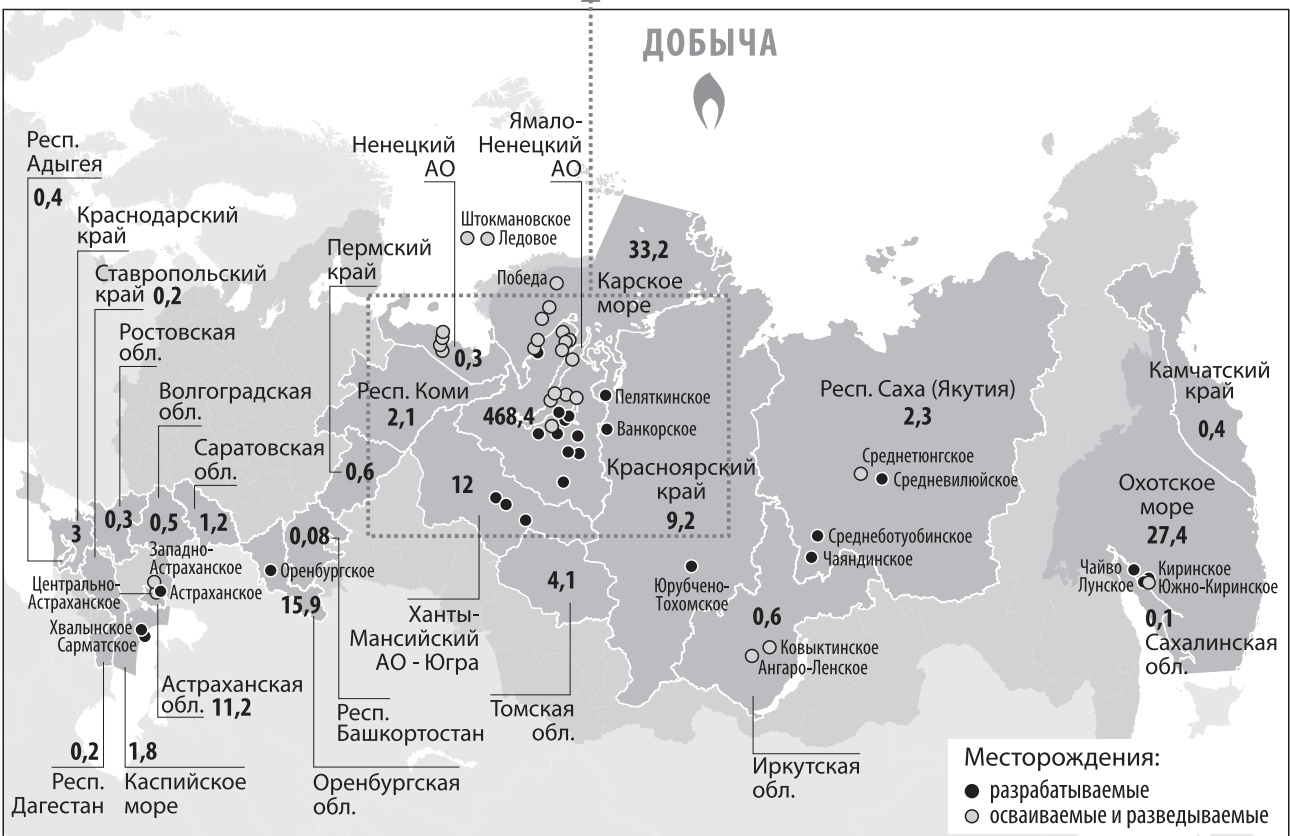 ДОБЫЧА
Респ.
Адыгея
0,4
Краснодарский
край
Ставропольский
край 0,2
Ростовская
обл.
Волгоградская
обл.
Саратовская
обл.
Пермский
край
Ненецкий
АО
Ямало-
Ненецкий
АО
Штокмановское
Ледовое
Победа
33,2
Карское
море
0,3
Респ. Коми
2,1
468,4
Пеляткинское
Ванкорское
Красноярский
край
9,2
Респ. Саха (Якутия)
2,3
Среднетюнгское
Средневилюйское
Среднеботуобинское
Чаяндинское
Камчатский
край
0,4
Охотское
море
27,4
Чайво
Лунское
Киринское
Южно-Киринское
0,1
Сахалинская
обл.
0,6
12
3
0,3
0,5
1,2
0,08
Западно-
Астраханское
Центрально-
Астраханское
Астраханское
Оренбургское
15,9
Хвалынское
Сарматское
4,1
Юрубчено-
Тохомское
0,6
Ковыктинское
Ангаро-Ленское
Ханты-
Мансийский
АО - Югра
Астраханская
обл. 11,2
Респ.
Башкортостан
Томская
обл.
0,2
Респ.
Дагестан
1,8
Каспийское
море
Оренбургская
обл.
Иркутская
обл.
Месторождения:
разрабатываемые
осваиваемые и разведываемые